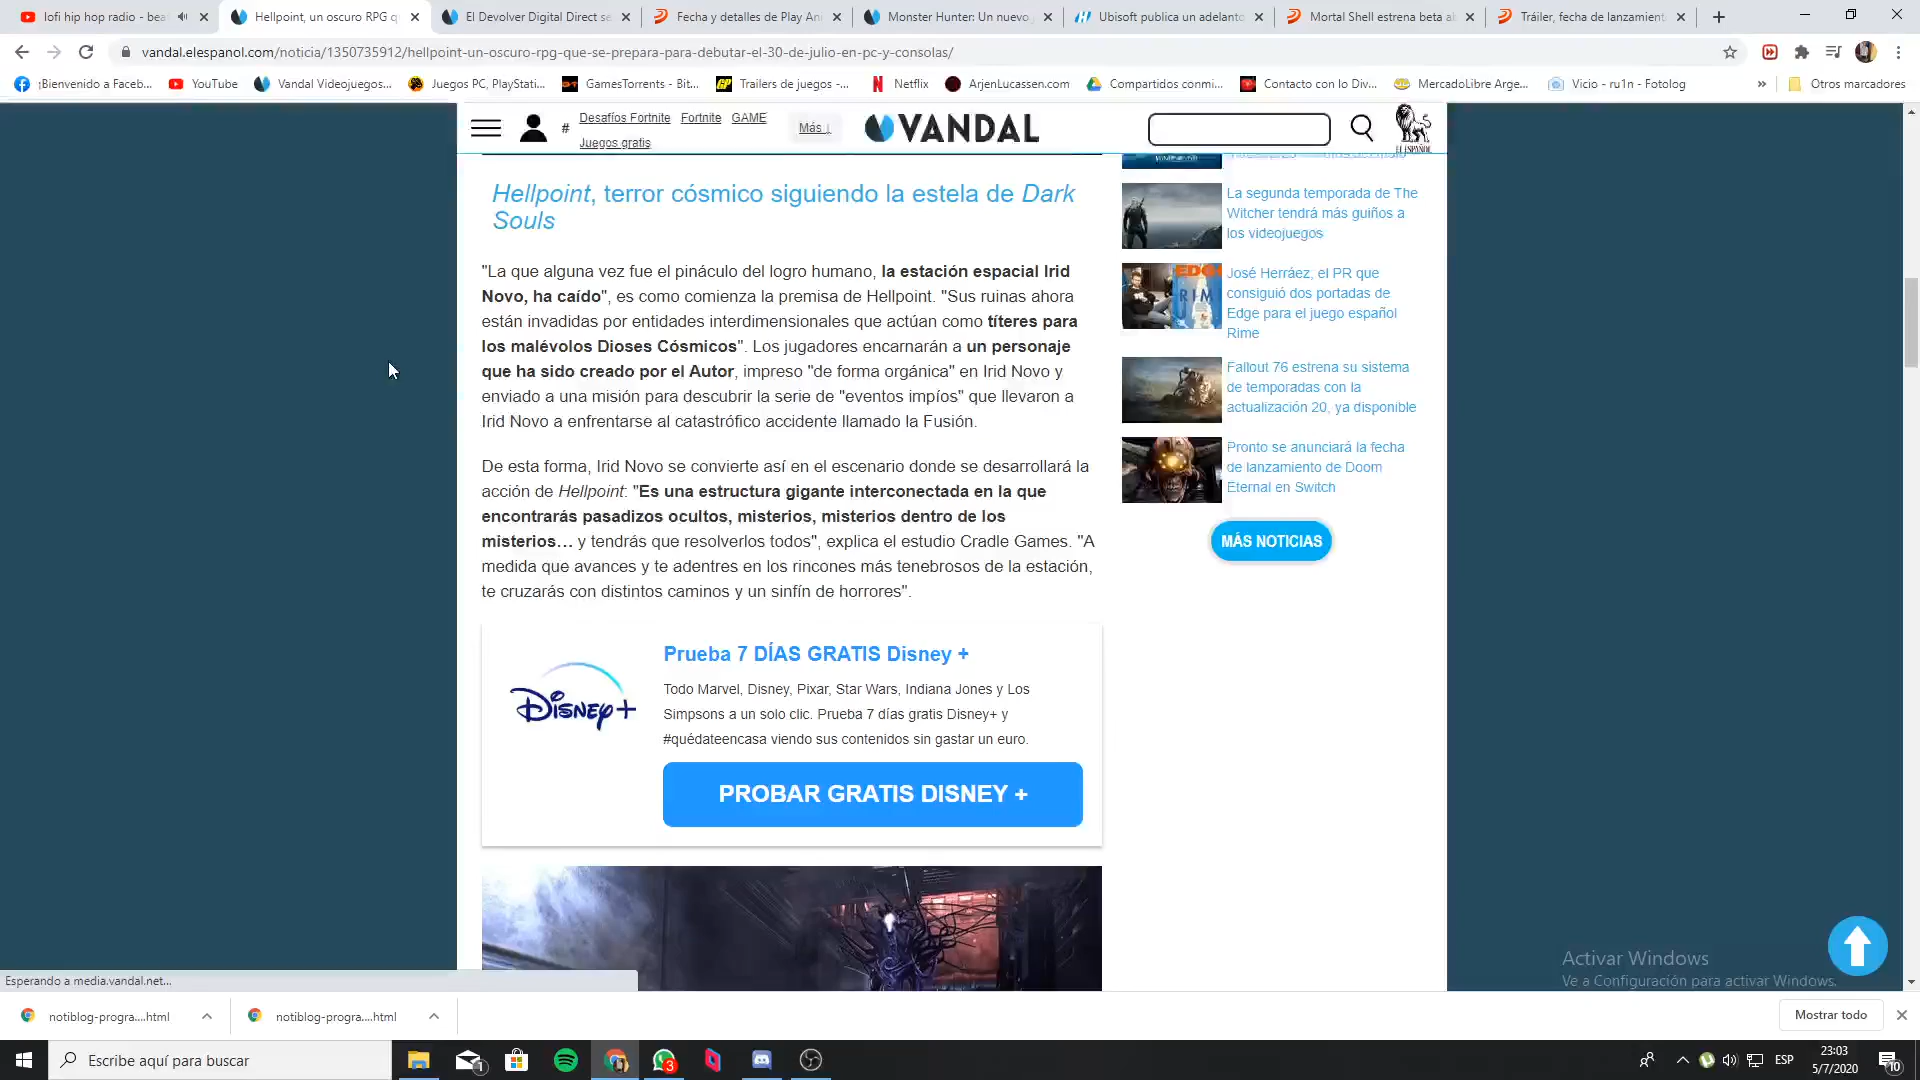 lofi hip hop radio - bea
Hellpoint, un oscuro RPG q
El Devolver Digital Direct se
Fecha y detalles de Play Ani
Monster Hunter: Un nuevo j
Ubisoft publica un adelanto
Mortal Shell estrena beta ab
Tráiler, fecha de lanzamient
vandal.elespanol.com/noticia/1350735912/hellpoint-un-oscuro-rpg-que-se-prepara-para-debutar-el-30-de-julio-en-pc-y-consolas/
¡Bienvenido a Faceb...
YouTube
Vandal Videojuegos...
Juegos PC, PlayStati...
GamesTorrents - Bit...
Trailers de juegos -...
Netflix
ArjenLucassen.com
Compartidos conmi...
Contacto con lo Div...
MercadoLibre Arge...
Vicio - ru1n - Fotolog
»
Otros marcadores
# Desafíos Fortnite Fortnite GAME
Juegos gratis
Más ↓
VANDAL
EL ESPAÑOL
Hellpoint, terror cósmico siguiendo la estela de Dark
Souls
"La que alguna vez fue el pináculo del logro humano, la estación espacial Irid
Novo, ha caído", es como comienza la premisa de Hellpoint. "Sus ruinas ahora
están invadidas por entidades interdimensionales que actúan como títeres para
los malévolos Dioses Cósmicos". Los jugadores encarnarán a un personaje
que ha sido creado por el Autor, impreso "de forma orgánica" en Irid Novo y
enviado a una misión para descubrir la serie de "eventos impíos" que llevaron a
Irid Novo a enfrentarse al catastrófico accidente llamado la Fusión.
De esta forma, Irid Novo se convierte así en el escenario donde se desarrollará la
acción de Hellpoint: "Es una estructura gigante interconectada en la que
encontrarás pasadizos ocultos, misterios, misterios dentro de los
misterios… y tendrás que resolverlos todos", explica el estudio Cradle Games. "A
medida que avances y te adentres en los rincones más tenebrosos de la estación,
te cruzarás con distintos caminos y un sinfín de horrores".
Disney+
Prueba 7 DÍAS GRATIS Disney +
Todo Marvel, Disney, Pixar, Star Wars, Indiana Jones y Los
Simpsons a un solo clic. Prueba 7 días gratis Disney+ y
#quédateencasa viendo sus contenidos sin gastar un euro.
PROBAR GRATIS DISNEY +
La segunda temporada de The
Witcher tendrá más guiños a
los videojuegos
EDG
RIM
José Herráez, el PR que
consiguió dos portadas de
Edge para el juego español
Rime
Fallout 76 estrena su sistema
de temporadas con la
actualización 20, ya disponible
Pronto se anunciará la fecha
de lanzamiento de Doom
Eternal en Switch
MÁS NOTICIAS
Activar Windows
Ve a Configuración para activar Windows.
Esperando a media.vandal.net...
notiblog-progra....html
notiblog-progra....html
Mostrar todo
Escribe aquí para buscar
1
3
ESP
23:03
5/7/2020
10